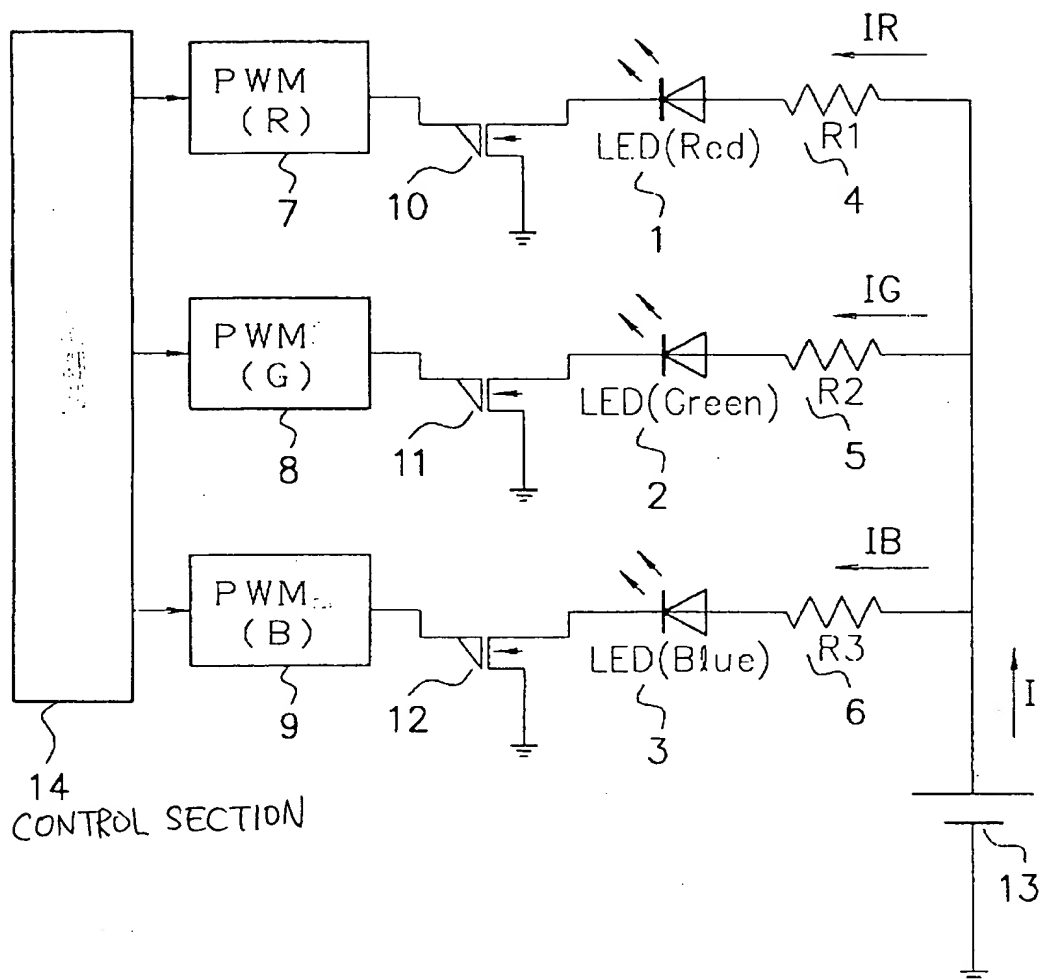 IR
PWM
(R)
R1
LED(Red)
7
10
1
4
IG
PWM
(G)
R2
LED(Green)
8
11
2
5
IB
PWM
(B)
R3
LED(Blue)
9
12
3
6
I
14
CONTROL SECTION
13